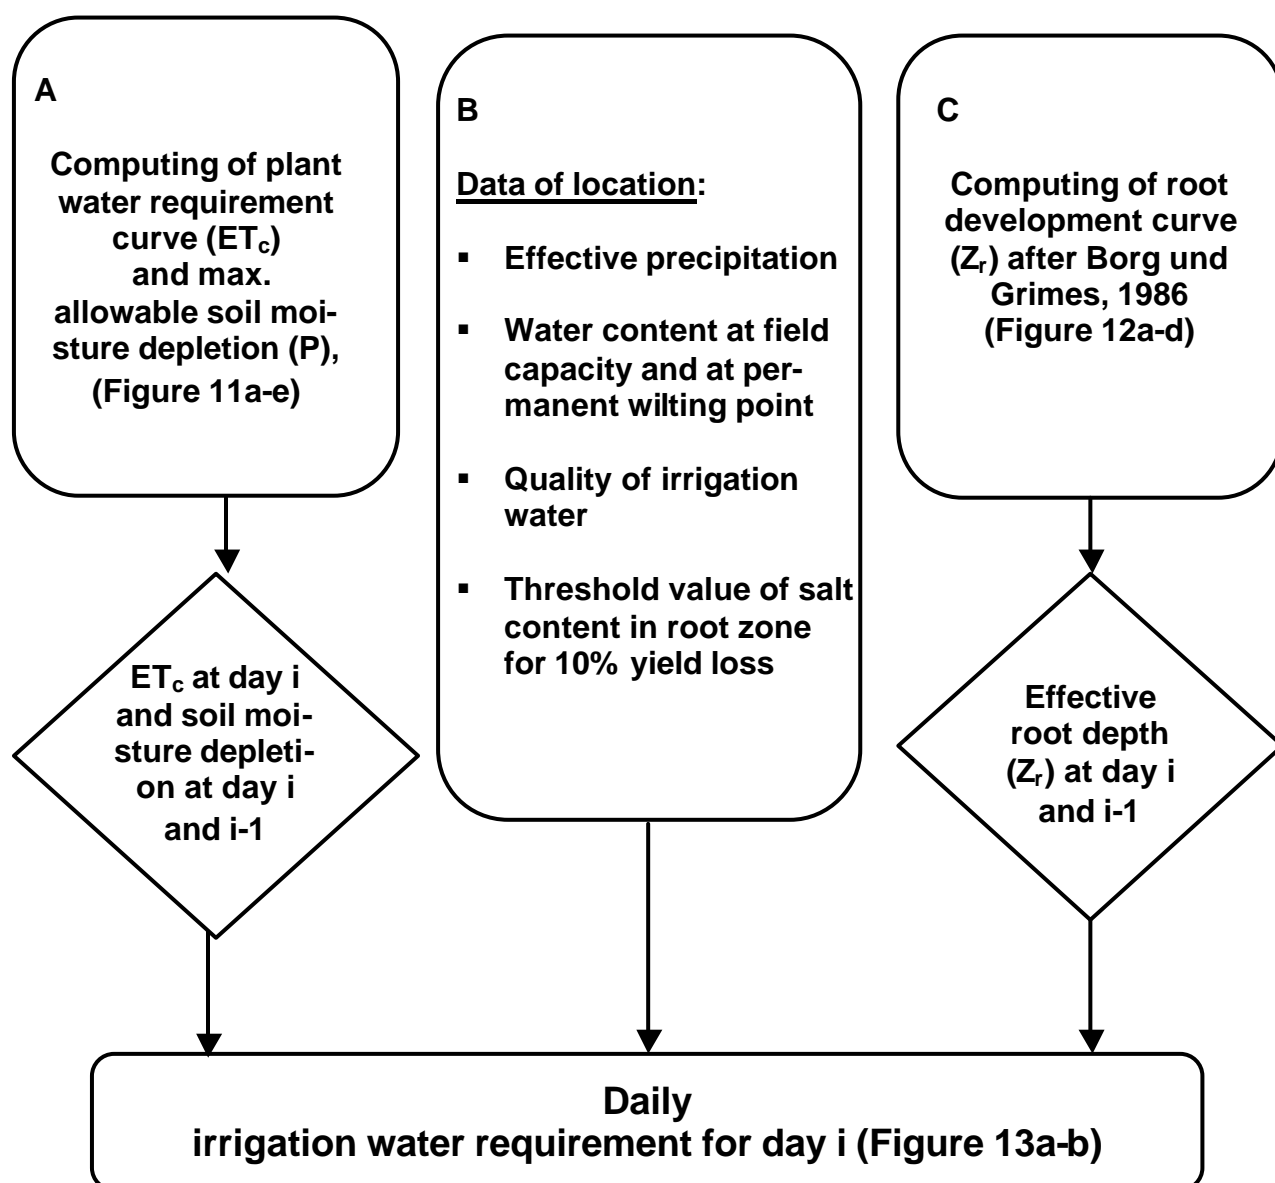 A
Computing of plant
water requirement
curve (ETc)
and max.
allowable soil moi-
sture depletion (P),
(Figure 11a-e)
ETc at day i
and soil moi-
sture depleti-
on at day i
and i-1
B
Data of location:
▪ Effective precipitation
▪ Water content at field
capacity and at per-
manent wilting point
▪ Quality of irrigation
water
▪ Threshold value of salt
content in root zone
for 10% yield loss
C
Computing of root
development curve
(Zr) after Borg und
Grimes, 1986
(Figure 12a-d)
Effective
root depth
(Zr) at day i
and i-1
Daily
irrigation water requirement for day i (Figure 13a-b)